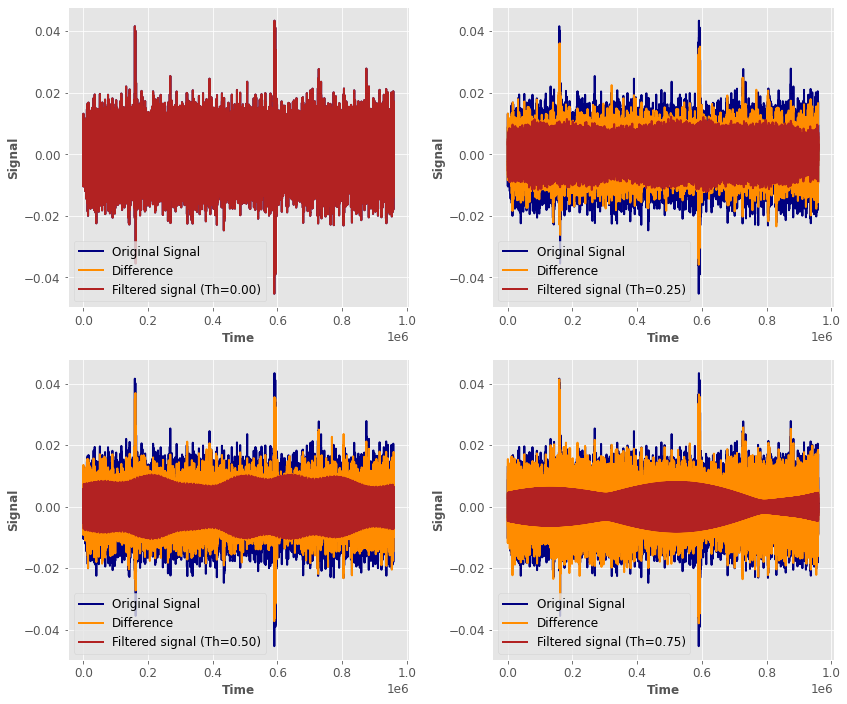 0.04
0.02
0.00
−0.02
−0.04
Signal
Original Signal
Difference
Filtered signal (Th=0.00)
0.0 0.2 0.4 0.6 0.8 1.0
Time
1e6
0.04
0.02
0.00
−0.02
−0.04
Signal
Original Signal
Difference
Filtered signal (Th=0.25)
0.0 0.2 0.4 0.6 0.8 1.0
Time
1e6
0.04
0.02
0.00
−0.02
−0.04
Signal
Original Signal
Difference
Filtered signal (Th=0.50)
0.0 0.2 0.4 0.6 0.8 1.0
Time
1e6
0.04
0.02
0.00
−0.02
−0.04
Signal
Original Signal
Difference
Filtered signal (Th=0.75)
0.0 0.2 0.4 0.6 0.8 1.0
Time
1e6